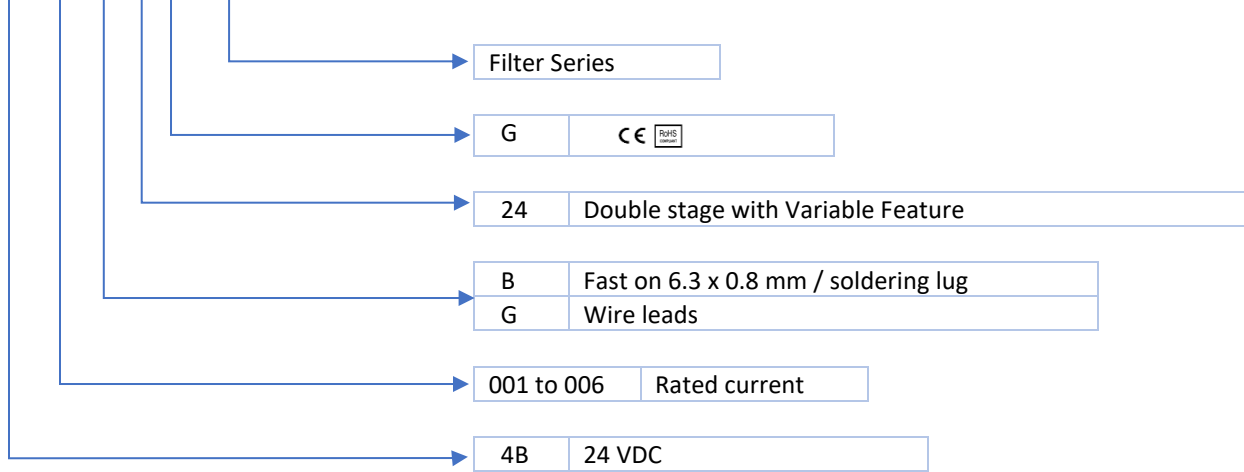 Filter Series
G CE RoHS COMPLIANT
24 Double stage with Variable Feature
B Fast on 6.3 x 0.8 mm / soldering lug
G Wire leads
001 to 006 Rated current
4B 24 VDC